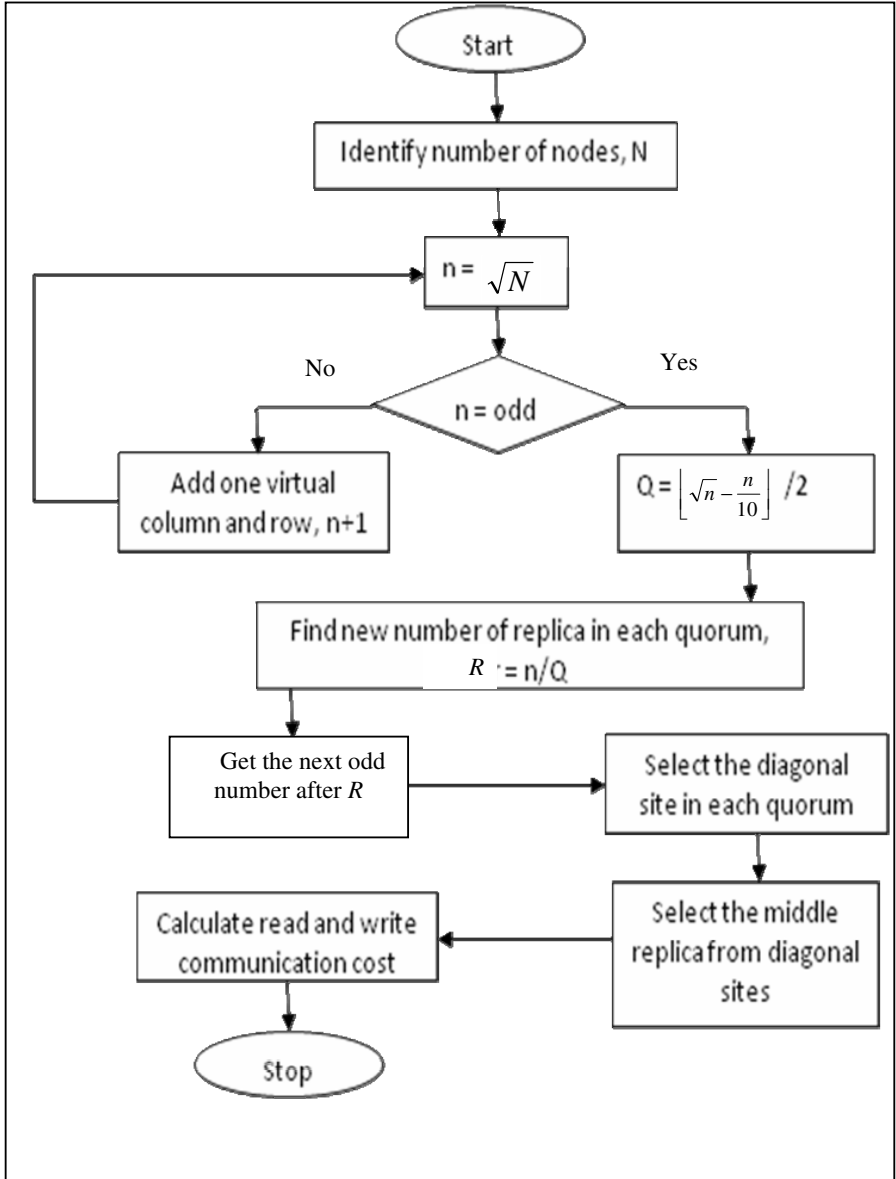 Start
Identify number of nodes, N
n = √N
No
Yes
n = odd
Add one virtual
column and row, n+1
Q = ⌊√n − n/10⌋ /2
Find new number of replica in each quorum,
R = n/Q
Get the next odd
number after R
Select the diagonal
site in each quorum
Calculate read and write
communication cost
Select the middle
replica from diagonal
sites
Stop